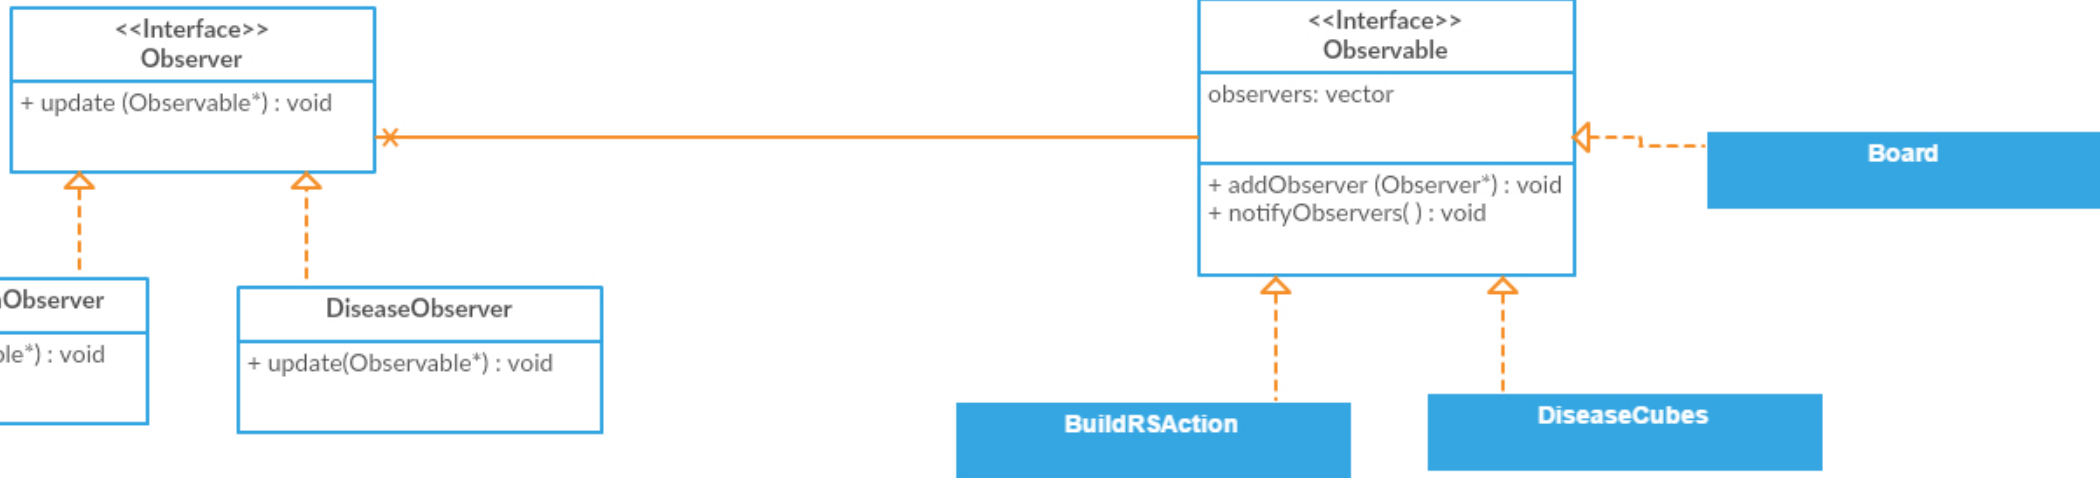 <<Interface>>
Observer
+ update (Observable*) : void
<<Interface>>
Observable
observers: vector
+ addObserver (Observer*) : void
+ notifyObservers( ) : void
Board
Observer
) : void
DiseaseObserver
+ update(Observable*) : void
BuildRSAction
DiseaseCubes